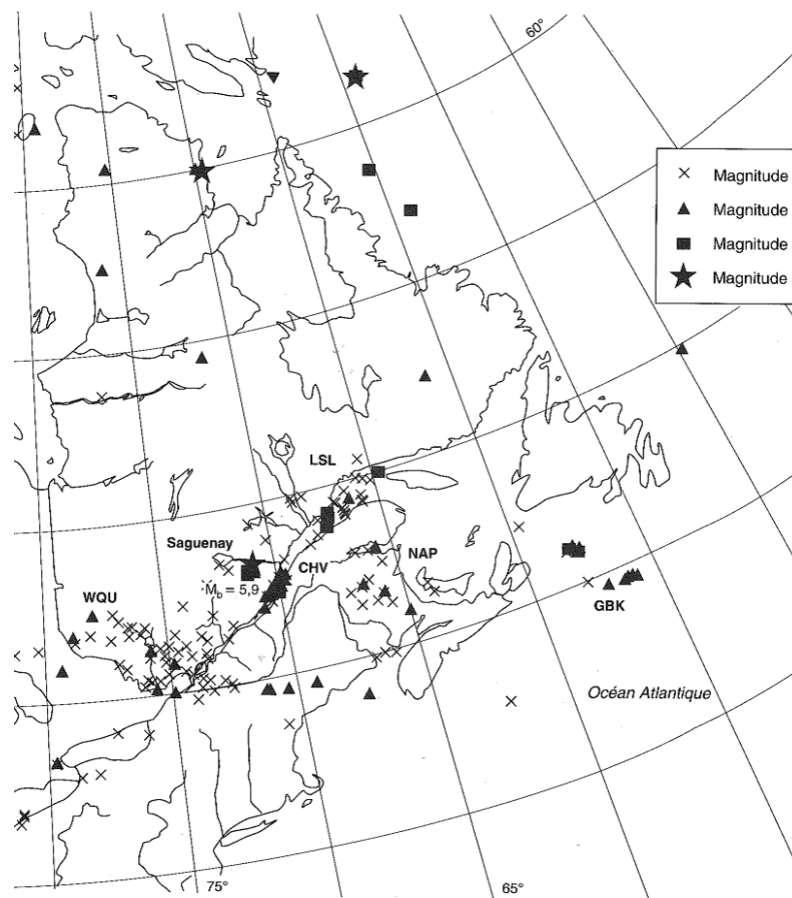 60°
× Magnitude
▲ Magnitude
■ Magnitude
★ Magnitude
LSL
Saguenay
CHV
NAP
M_b = 5,9
WQU
GBK
Océan Atlantique
75°
65°